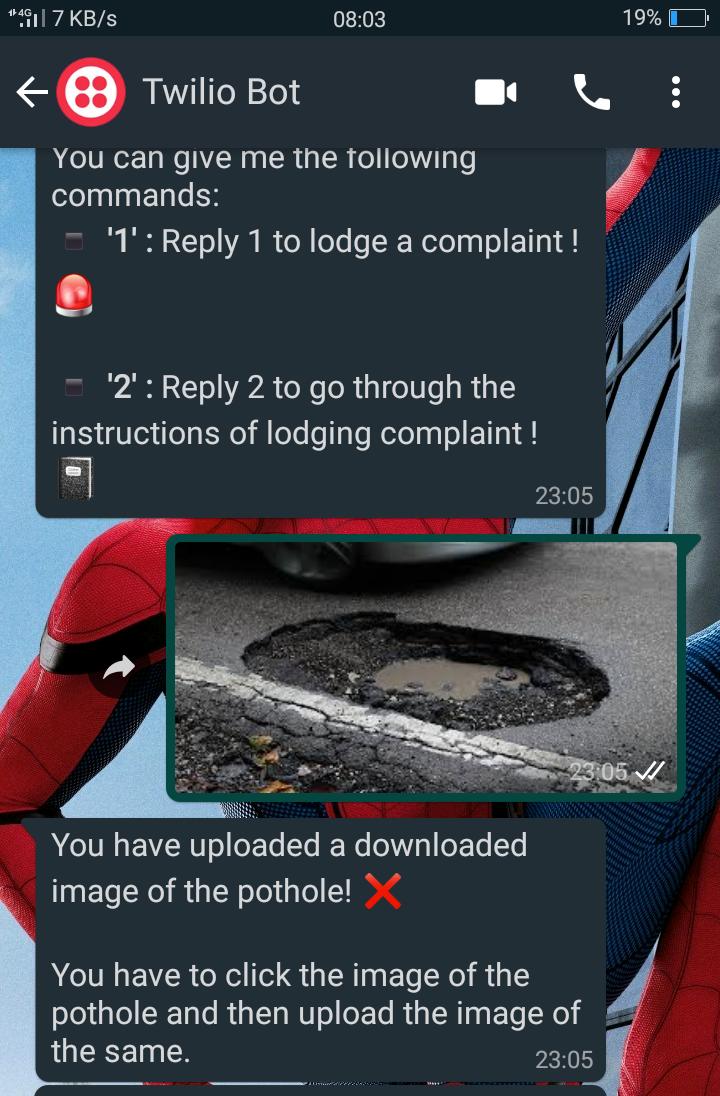 4G 7 KB/s 08:03 19%
Twilio Bot
You can give me the following
commands:
'1' : Reply 1 to lodge a complaint !
'2' : Reply 2 to go through the
instructions of lodging complaint !
23:05
23:05
You have uploaded a downloaded
image of the pothole! ❌
You have to click the image of the
pothole and then upload the image of
the same.
23:05